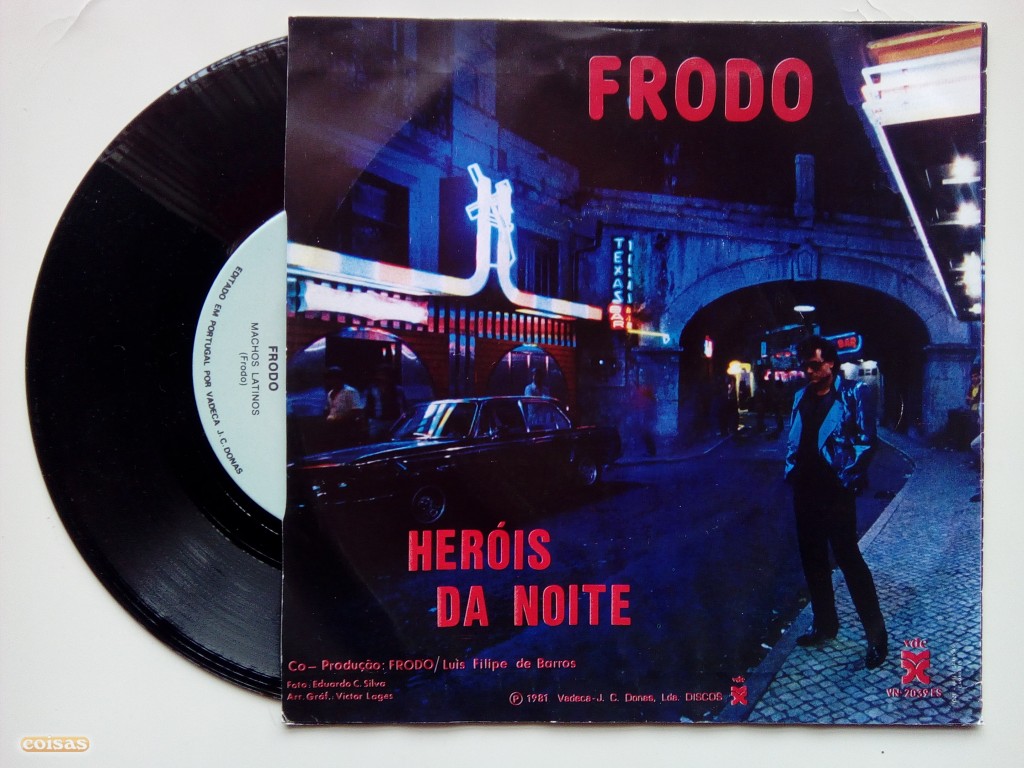 FRODO
TEXAS BAR
BAR
HERÓIS
DA NOITE
Co – Produção: FRODO/Luis Filipe de Barros
Foto. Eduardo C. Silva
Arr. Gráf.. Victor Lages
Ⓟ 1981 Vadeca-J. C. Donas, Lda. DISCOS
vdc
vdc
EDITADO EM PORTUGAL POR VADECA J. C. DONAS
FRODO
MACHOS LATINOS
(Frodo)
coisas